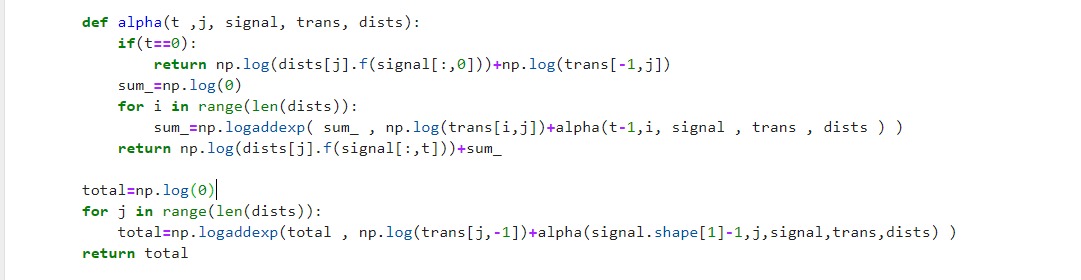 def alpha(t ,j, signal, trans, dists):
    if(t==0):
        return np.log(dists[j].f(signal[:,0]))+np.log(trans[-1,j])
    sum_=np.log(0)
    for i in range(len(dists)):
        sum_=np.logaddexp( sum_ , np.log(trans[i,j])+alpha(t-1,i, signal , trans , dists ) )
    return np.log(dists[j].f(signal[:,t]))+sum_

total=np.log(0)
for j in range(len(dists)):
    total=np.logaddexp(total , np.log(trans[j,-1])+alpha(signal.shape[1]-1,j,signal,trans,dists) )
return total